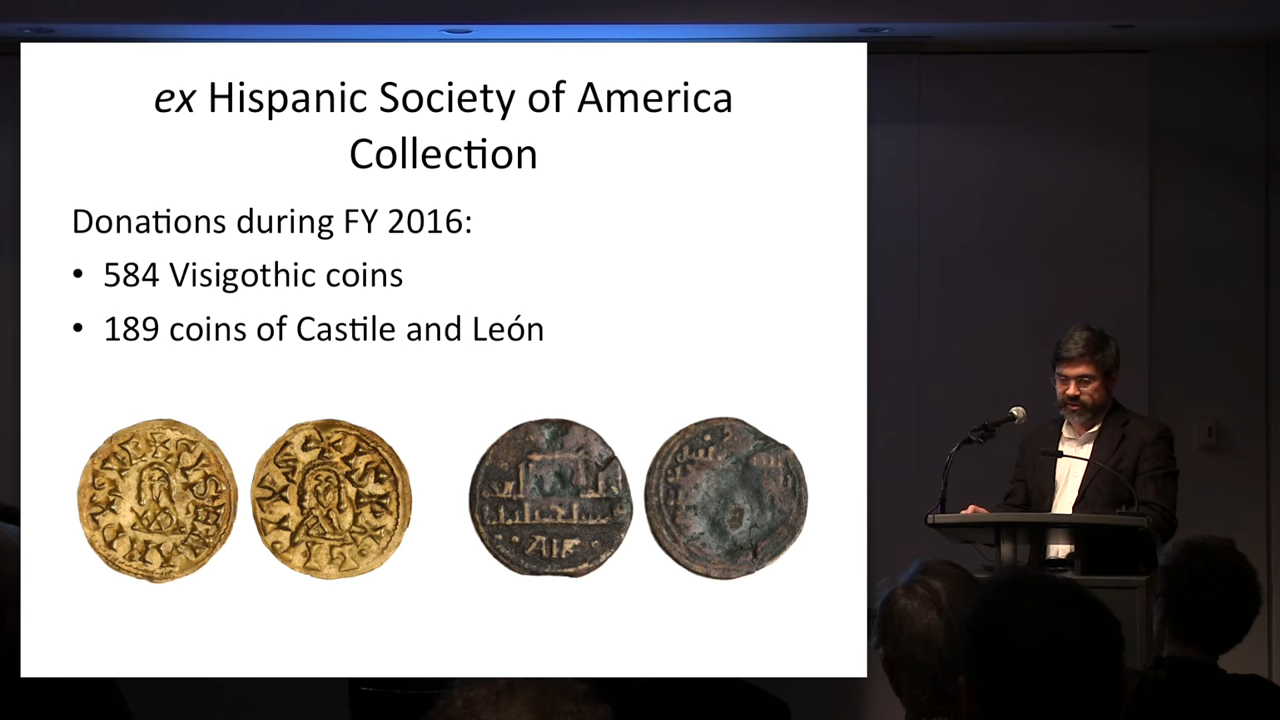 ex Hispanic Society of America
Collection
Donations during FY 2016:
• 584 Visigothic coins
• 189 coins of Castile and León